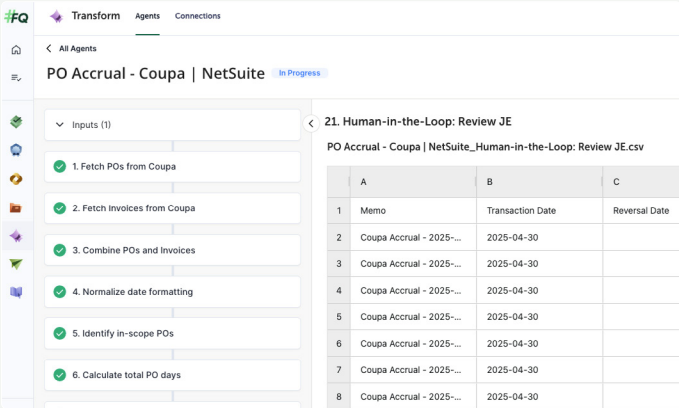 #FQ
Transform
Agents
Connections
All Agents
PO Accrual - Coupa | NetSuite
In Progress
Inputs (1)
1. Fetch POs from Coupa
2. Fetch Invoices from Coupa
3. Combine POs and Invoices
4. Normalize date formatting
5. Identify in-scope POs
6. Calculate total PO days
21. Human-in-the-Loop: Review JE
PO Accrual - Coupa | NetSuite_Human-in-the-Loop: Review JE.csv
A B C
1 Memo Transaction Date Reversal Date
2 Coupa Accrual - 2025-... 2025-04-30
3 Coupa Accrual - 2025-... 2025-04-30
4 Coupa Accrual - 2025-... 2025-04-30
5 Coupa Accrual - 2025-... 2025-04-30
6 Coupa Accrual - 2025-... 2025-04-30
7 Coupa Accrual - 2025-... 2025-04-30
8 Coupa Accrual - 2025-... 2025-04-30